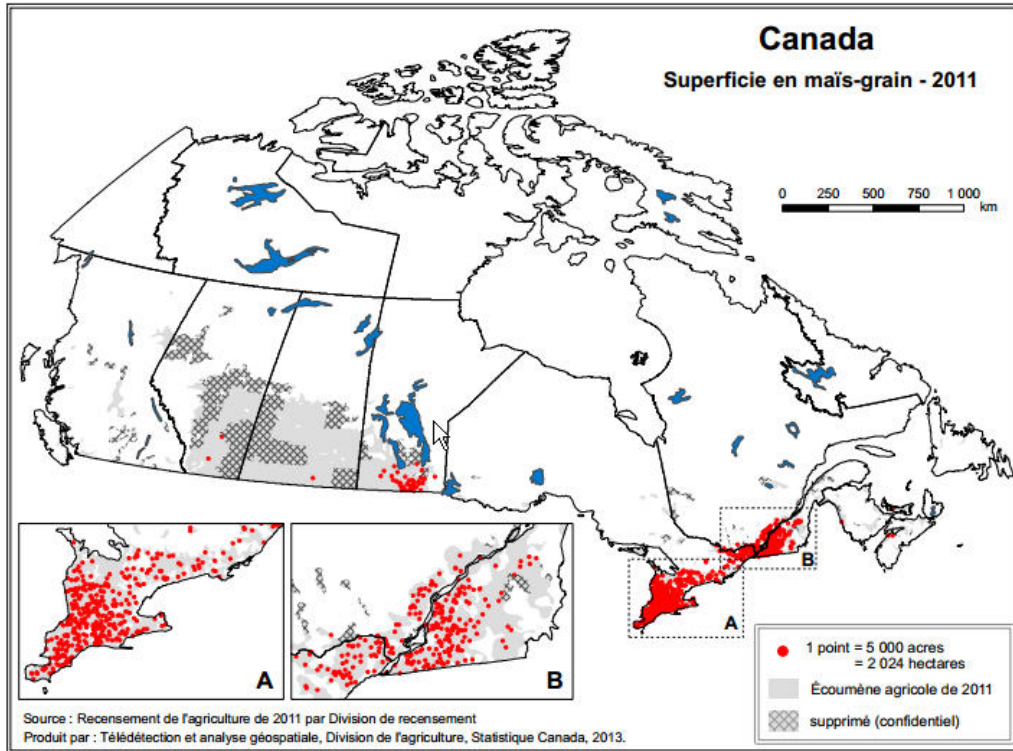 Canada
Superficie en maïs-grain - 2011
0 250 500 750 1 000
km
A
B
A
B
1 point = 5 000 acres
= 2 024 hectares
Écoumène agricole de 2011
supprimé (confidentiel)
Source : Recensement de l'agriculture de 2011 par Division de recensement
Produit par : Télédétection et analyse géospatiale, Division de l'agriculture, Statistique Canada, 2013.